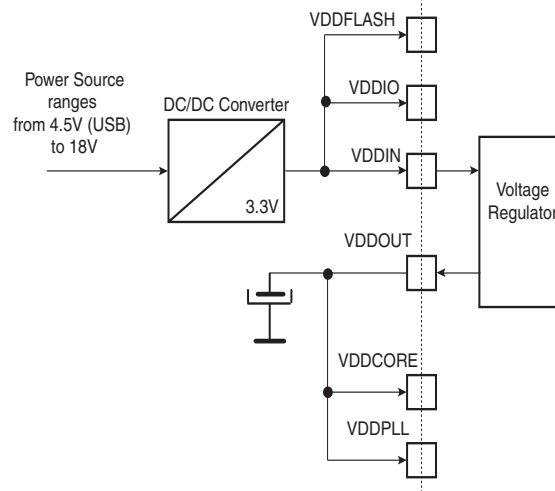 VDDFLASH
Power Source
ranges
from 4.5V (USB)
to 18V
DC/DC Converter
3.3V
VDDIO
VDDIN
Voltage
Regulator
VDDOUT
VDDCORE
VDDPLL